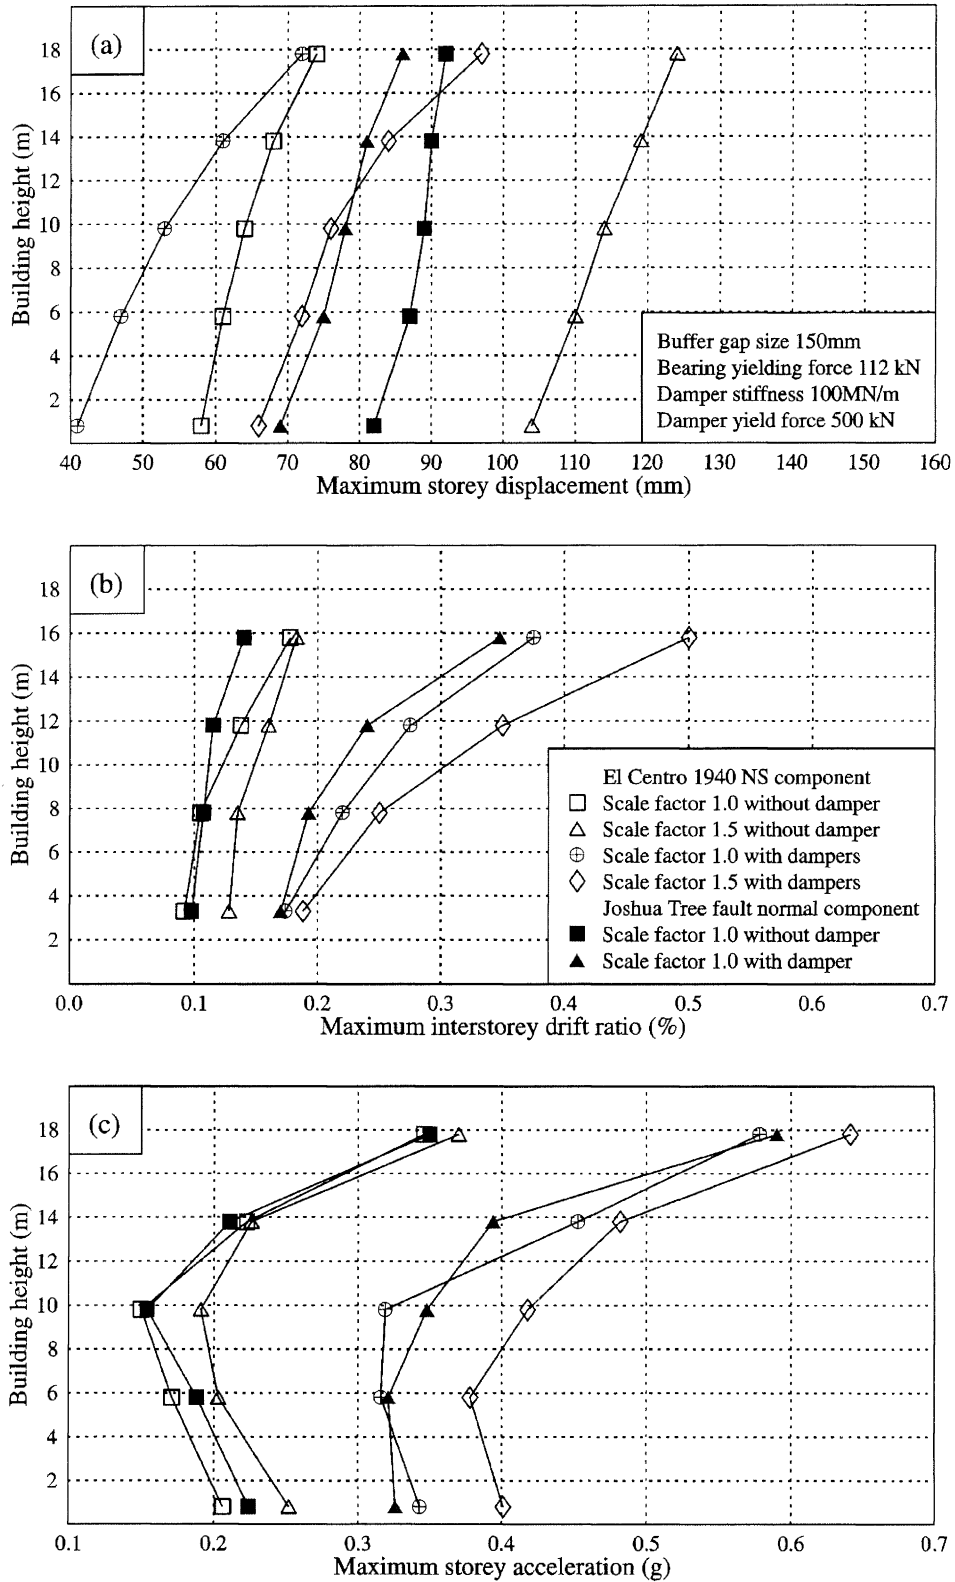 (a)
18
16
14
12
10
8
6
4
2
Building height (m)
Buffer gap size 150mm
Bearing yielding force 112 kN
Damper stiffness 100MN/m
Damper yield force 500 kN
40 50 60 70 80 90 100 110 120 130 140 150 160
Maximum storey displacement (mm)
(b)
18
16
14
12
10
8
6
4
2
Building height (m)
El Centro 1940 NS component
Scale factor 1.0 without damper
Scale factor 1.5 without damper
Scale factor 1.0 with dampers
Scale factor 1.5 with dampers
Joshua Tree fault normal component
Scale factor 1.0 without damper
Scale factor 1.0 with damper
0.0 0.1 0.2 0.3 0.4 0.5 0.6 0.7
Maximum interstorey drift ratio (%)
(c)
18
16
14
12
10
8
6
4
2
Building height (m)
0.1 0.2 0.3 0.4 0.5 0.6 0.7
Maximum storey acceleration (g)